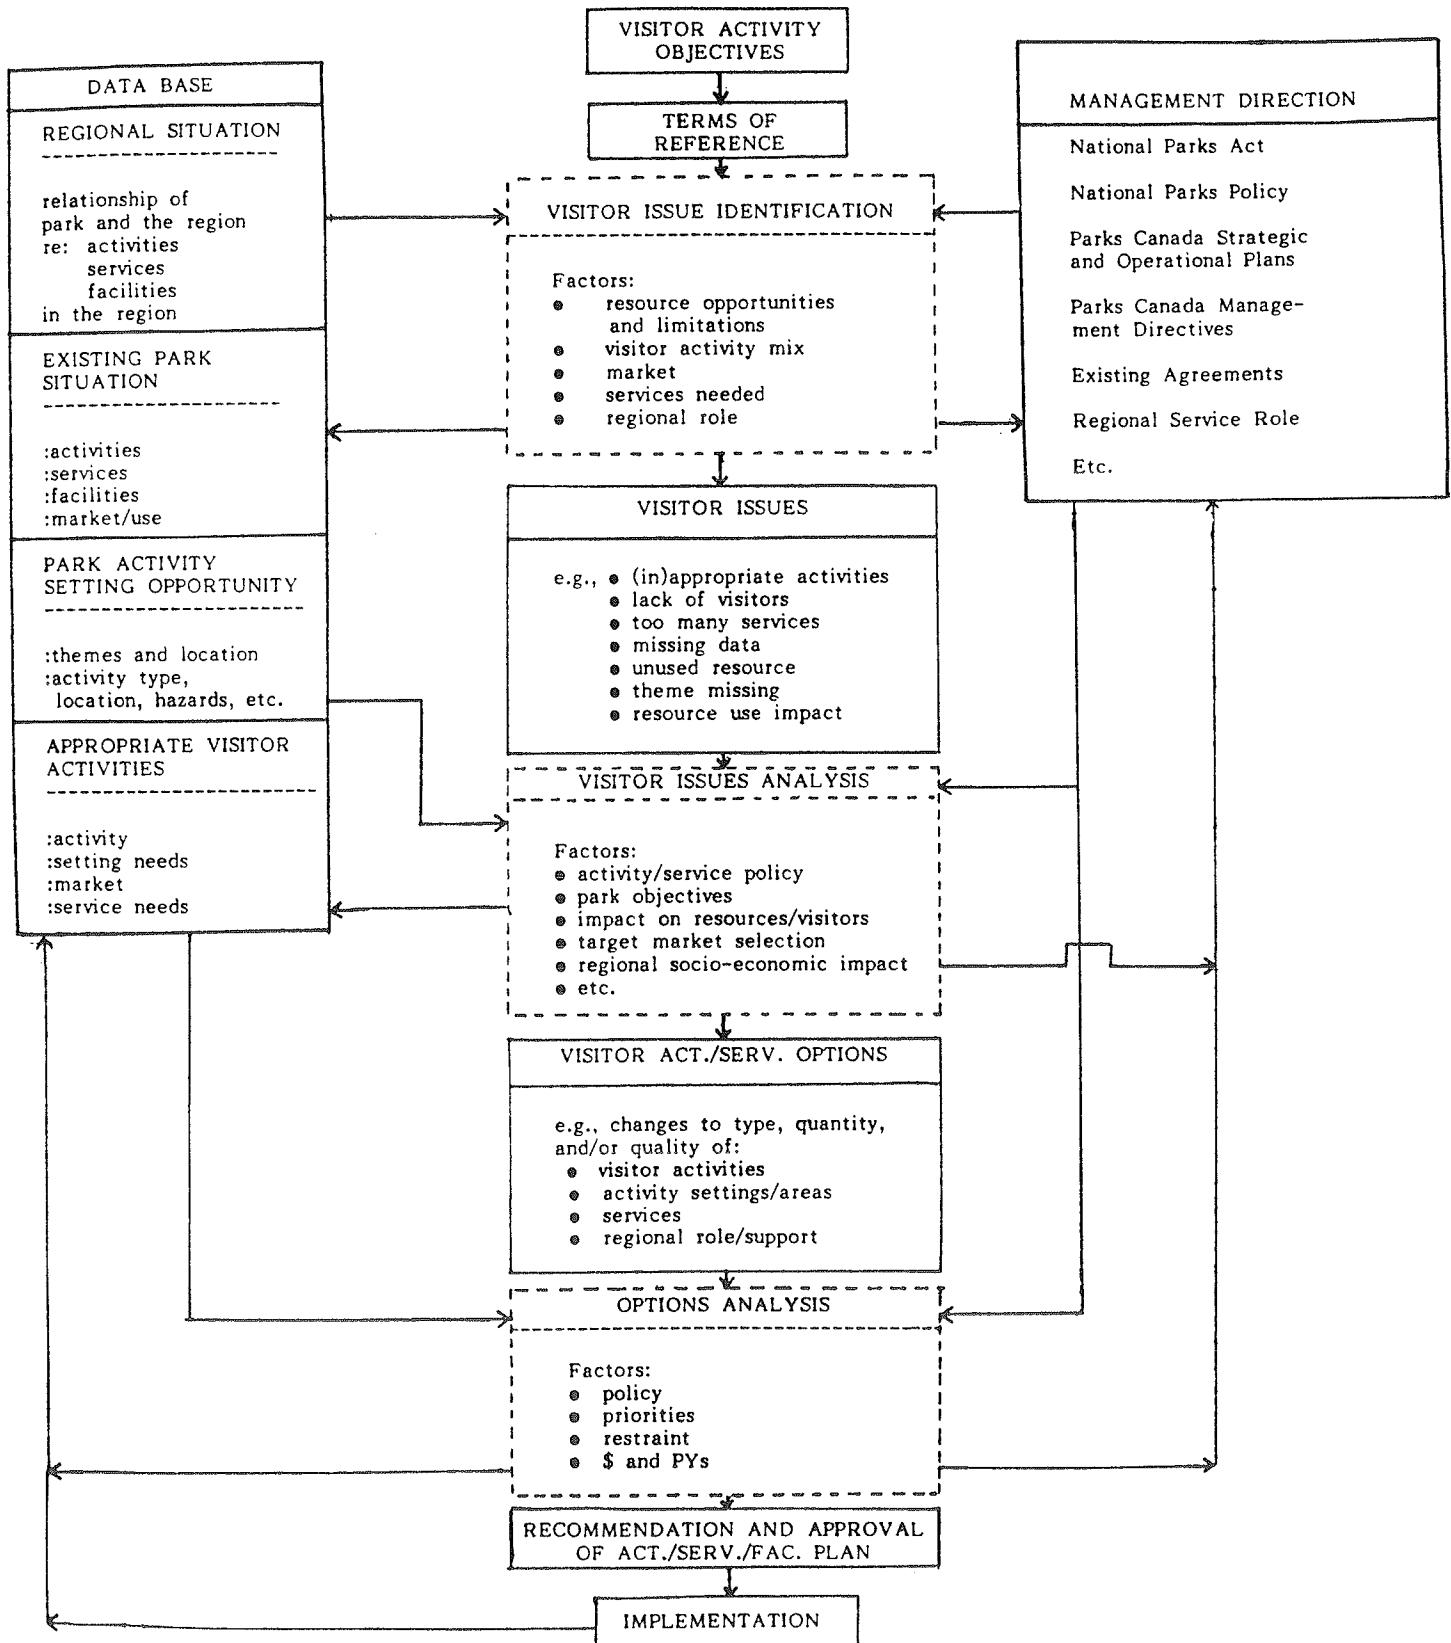 VISITOR ACTIVITY
OBJECTIVES
TERMS OF
REFERENCE
DATA BASE
REGIONAL SITUATION
relationship of
park and the region
re: activities
services
facilities
in the region
EXISTING PARK
SITUATION
:activities
:services
:facilities
:market/use
PARK ACTIVITY
SETTING OPPORTUNITY
:themes and location
:activity type,
location, hazards, etc.
APPROPRIATE VISITOR
ACTIVITIES
:activity
:setting needs
:market
:service needs
VISITOR ISSUE IDENTIFICATION
Factors:
● resource opportunities
and limitations
● visitor activity mix
● market
● services needed
● regional role
VISITOR ISSUES
e.g., ● (in)appropriate activities
● lack of visitors
● too many services
● missing data
● unused resource
● theme missing
● resource use impact
VISITOR ISSUES ANALYSIS
Factors:
● activity/service policy
● park objectives
● impact on resources/visitors
● target market selection
● regional socio-economic impact
● etc.
VISITOR ACT./SERV. OPTIONS
e.g., changes to type, quantity,
and/or quality of:
● visitor activities
● activity settings/areas
● services
● regional role/support
OPTIONS ANALYSIS
Factors:
● policy
● priorities
● restraint
● $ and PYs
RECOMMENDATION AND APPROVAL
OF ACT./SERV./FAC. PLAN
IMPLEMENTATION
MANAGEMENT DIRECTION
National Parks Act
National Parks Policy
Parks Canada Strategic
and Operational Plans
Parks Canada Manage-
ment Directives
Existing Agreements
Regional Service Role
Etc.